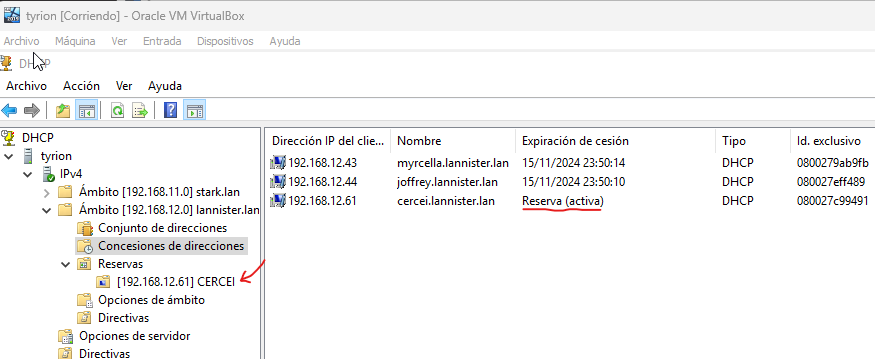 tyrion [Corriendo] - Oracle VM VirtualBox
Archivo Máquina Ver Entrada Dispositivos Ayuda
DHCP
Archivo Acción Ver Ayuda
DHCP
tyrion
IPv4
Ámbito [192.168.11.0] stark.lan
Ámbito [192.168.12.0] lannister.lan
Conjunto de direcciones
Concesiones de direcciones
Reservas
[192.168.12.61] CERCEI
Opciones de ámbito
Directivas
Opciones de servidor
Directivas
Dirección IP del clie... Nombre Expiración de cesión Tipo Id. exclusivo
192.168.12.43 myrcella.lannister.lan 15/11/2024 23:50:14 DHCP 0800279ab9fb
192.168.12.44 joffrey.lannister.lan 15/11/2024 23:50:10 DHCP 080027eff489
192.168.12.61 cercei.lannister.lan Reserva (activa) DHCP 080027c99491